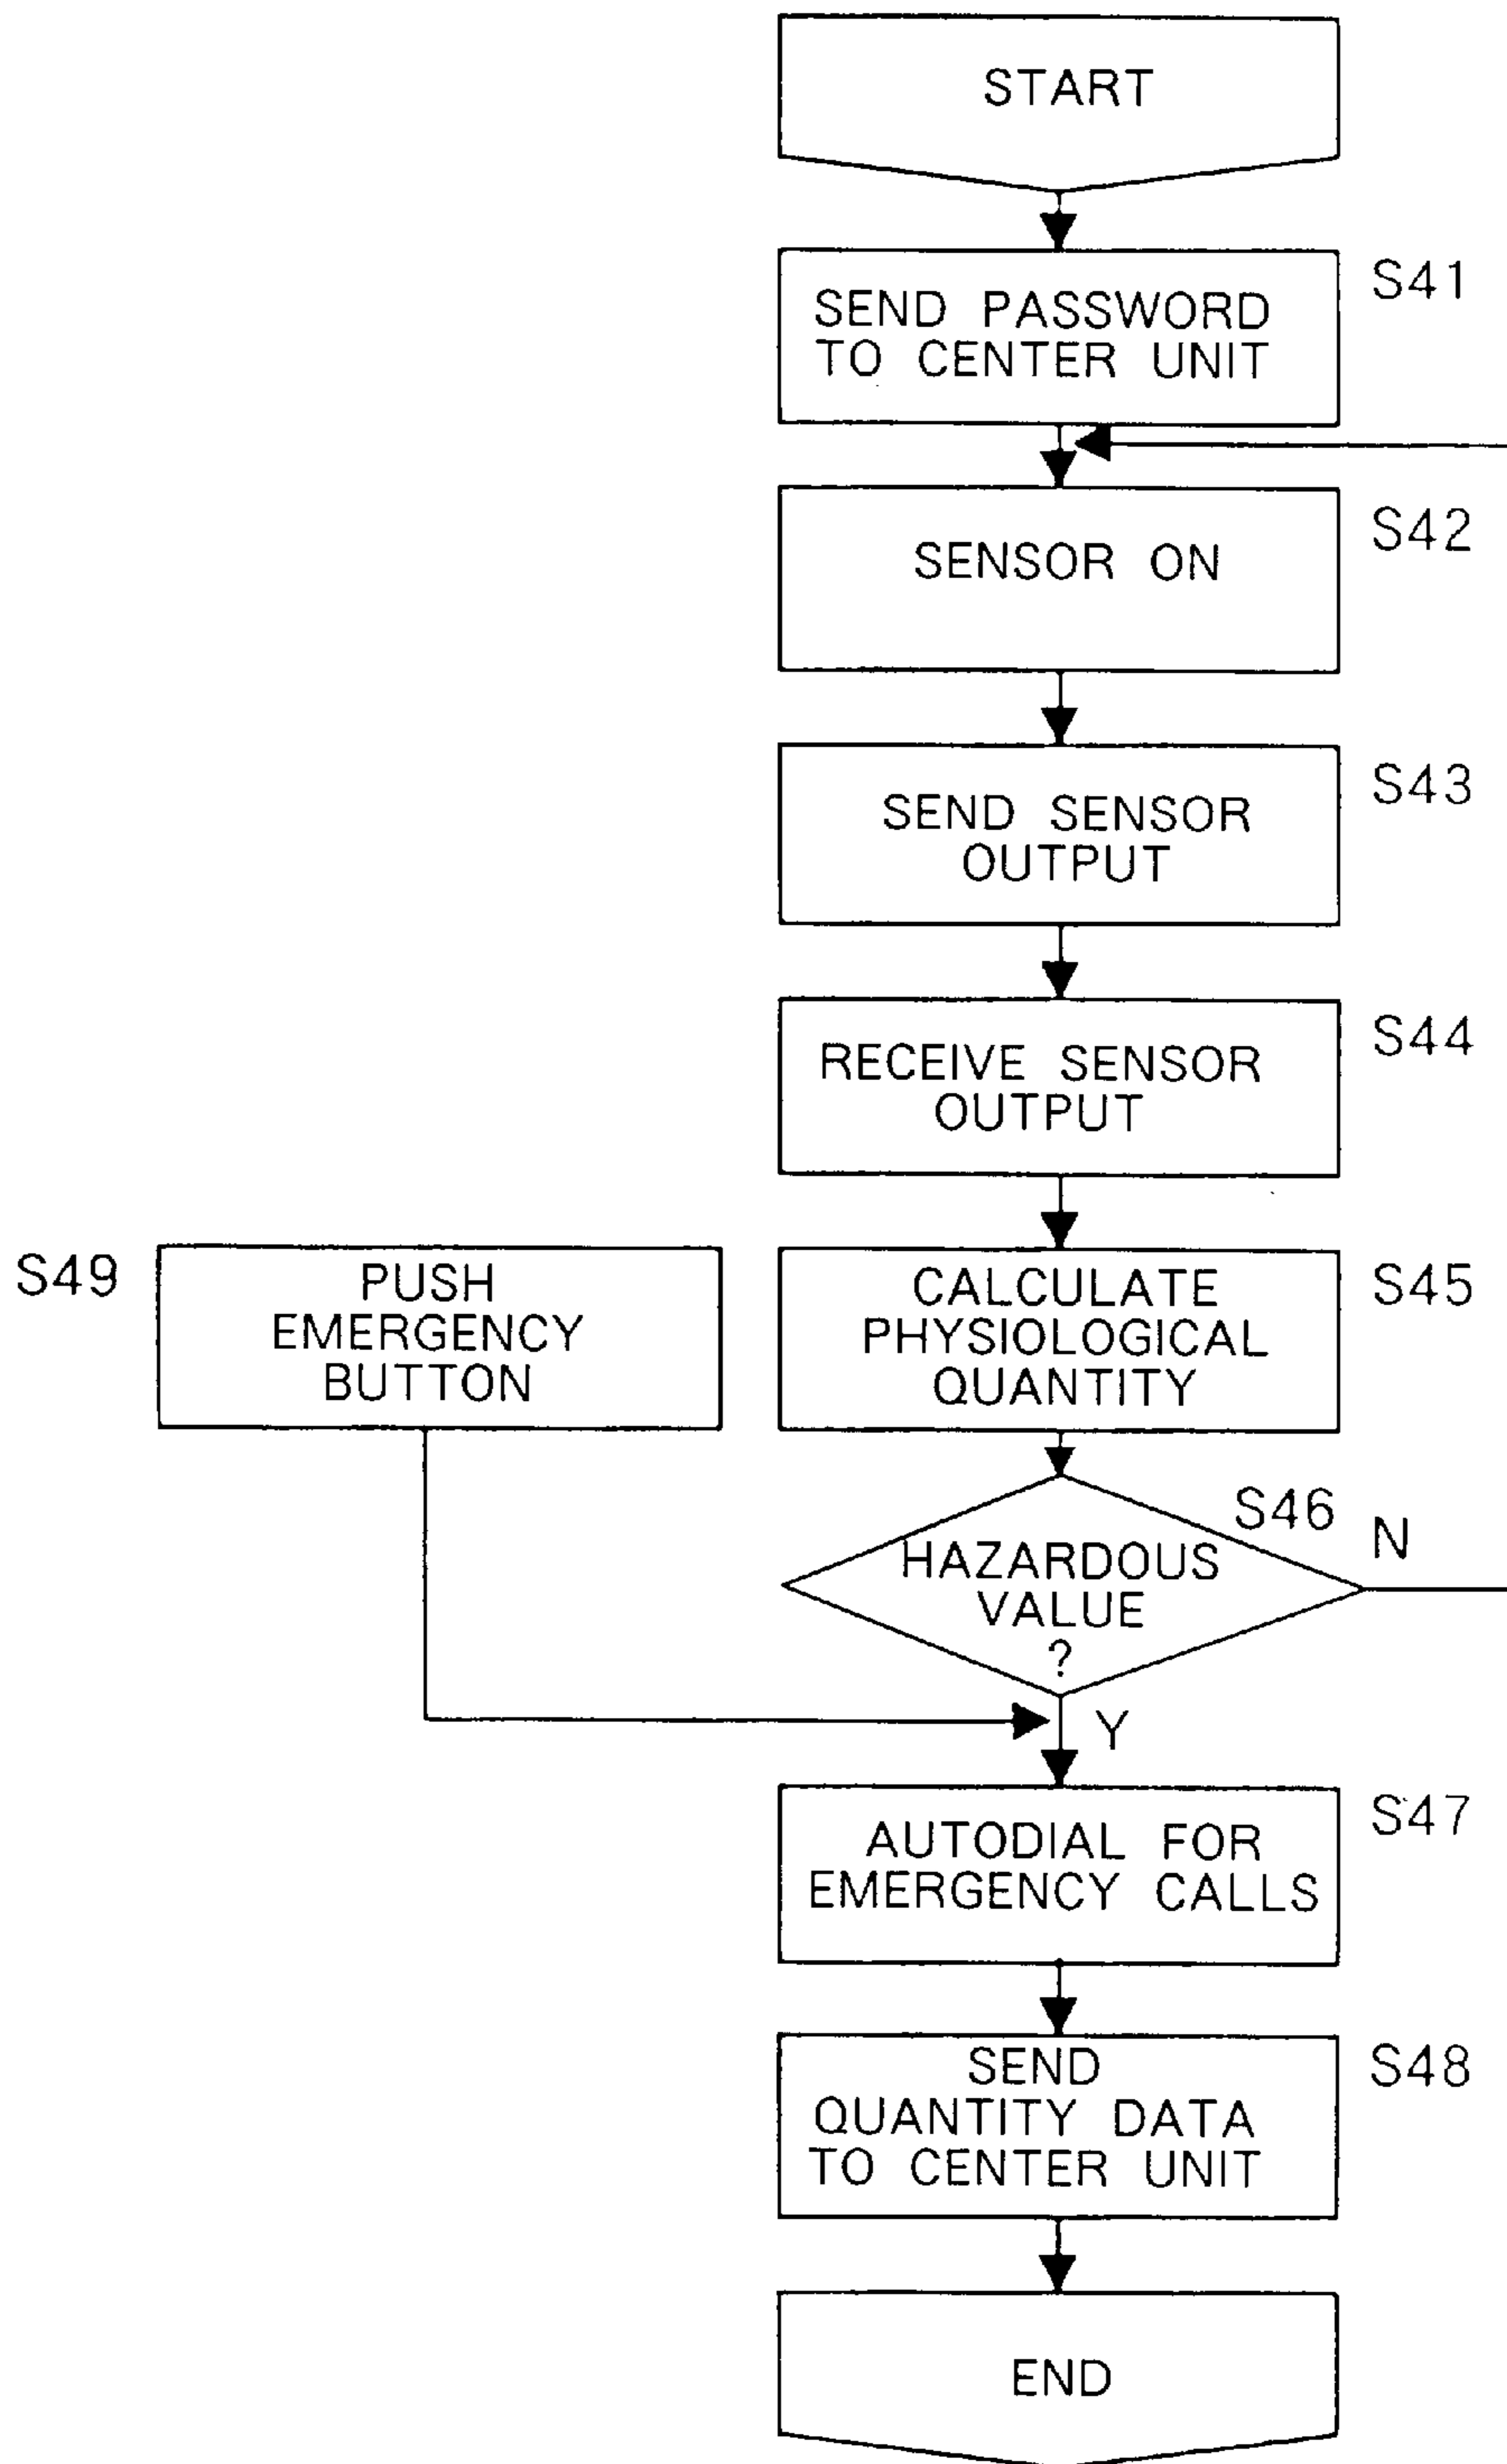 START
S41
SEND PASSWORD
TO CENTER UNIT
S42
SENSOR ON
S43
SEND SENSOR
OUTPUT
S44
RECEIVE SENSOR
OUTPUT
S49
PUSH
EMERGENCY
BUTTON
S45
CALCULATE
PHYSIOLOGICAL
QUANTITY
S46
N
HAZARDOUS
VALUE
?
Y
S47
AUTODIAL FOR
EMERGENCY CALLS
S48
SEND
QUANTITY DATA
TO CENTER UNIT
END